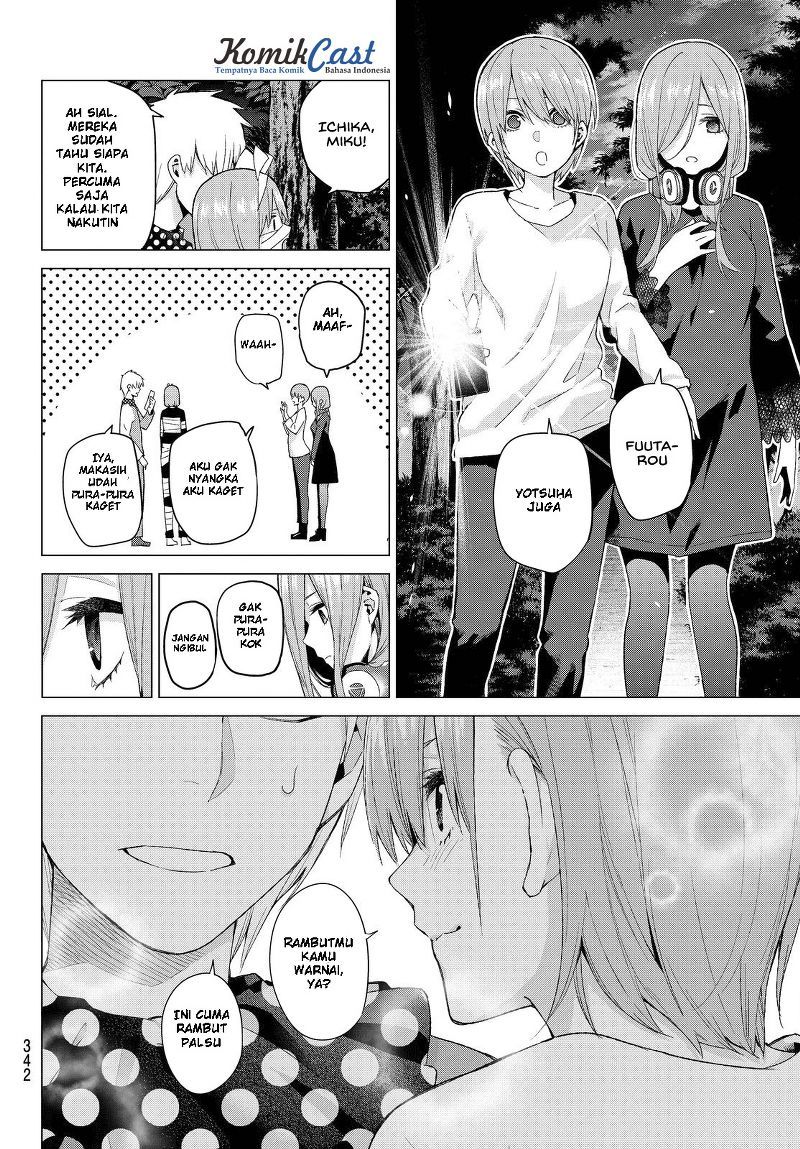 KomikCast
Tempatnya Baca Komik Bahasa Indonesia
FUUTA-
ROU
YOTSUHA
JUGA
ICHIKA,
MIKU!
AH SIAL.
MEREKA
SUDAH
TAHU SIAPA
KITA.
PERCUMA
SAJA
KALAU KITA
NAKUTIN
AH,
MAAF-
WAAH-
AKU GAK
NYANGKA
AKU KAGET
IYA,
MAKASIH
UDAH
PURA-PURA
KAGET
GAK
PURA-
PURA
KOK
JANGAN
NGIBUL
RAMBUTMU
KAMU
WARNAI,
YA?
INI CUMA
RAMBUT
PALSU
342